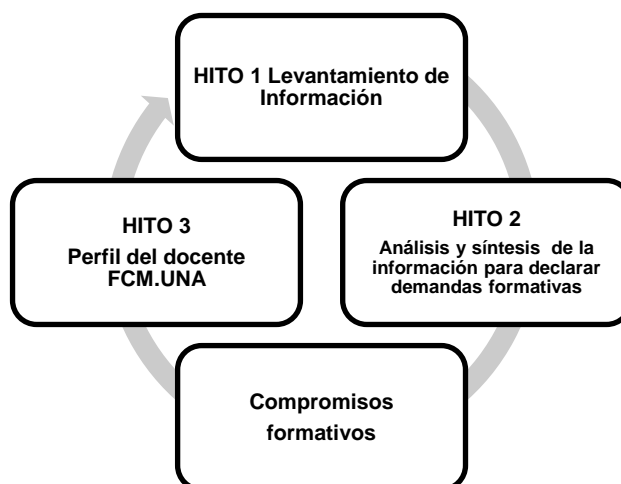 HITO 1 Levantamiento de
Información
HITO 2
Análisis y síntesis de la
información para declarar
demandas formativas
Compromisos
formativos
HITO 3
Perfil del docente
FCM.UNA